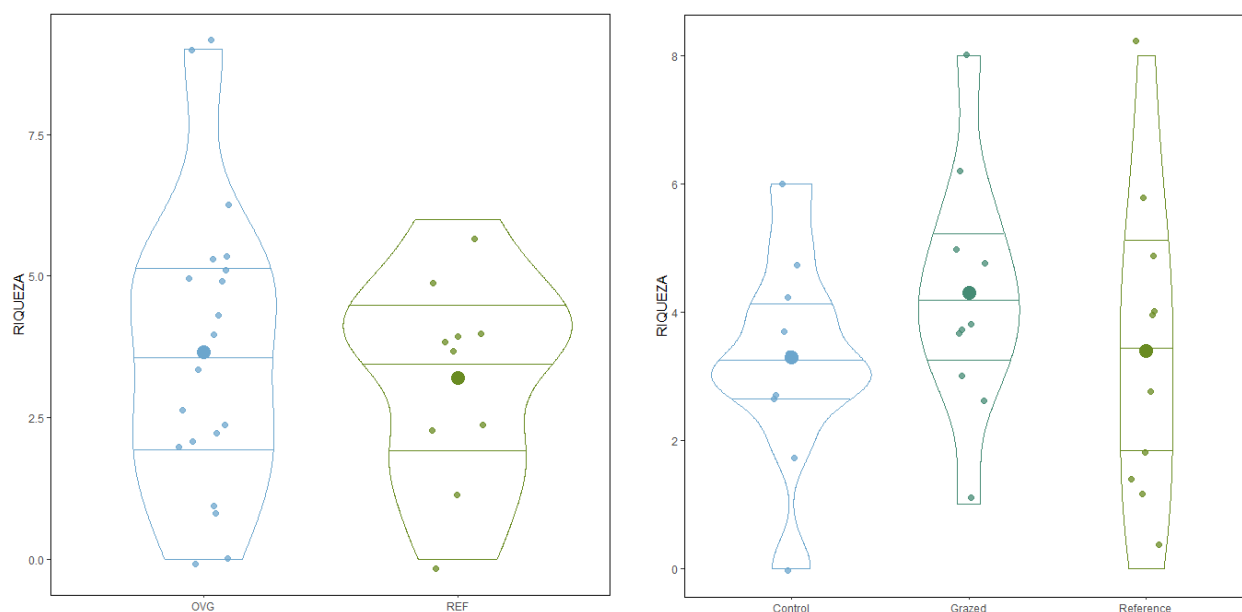 RIQUEZA
7.5
5.0
2.5
0.0
OVG
REF
RIQUEZA
8
6
4
2
0
Control
Grazed
Reference